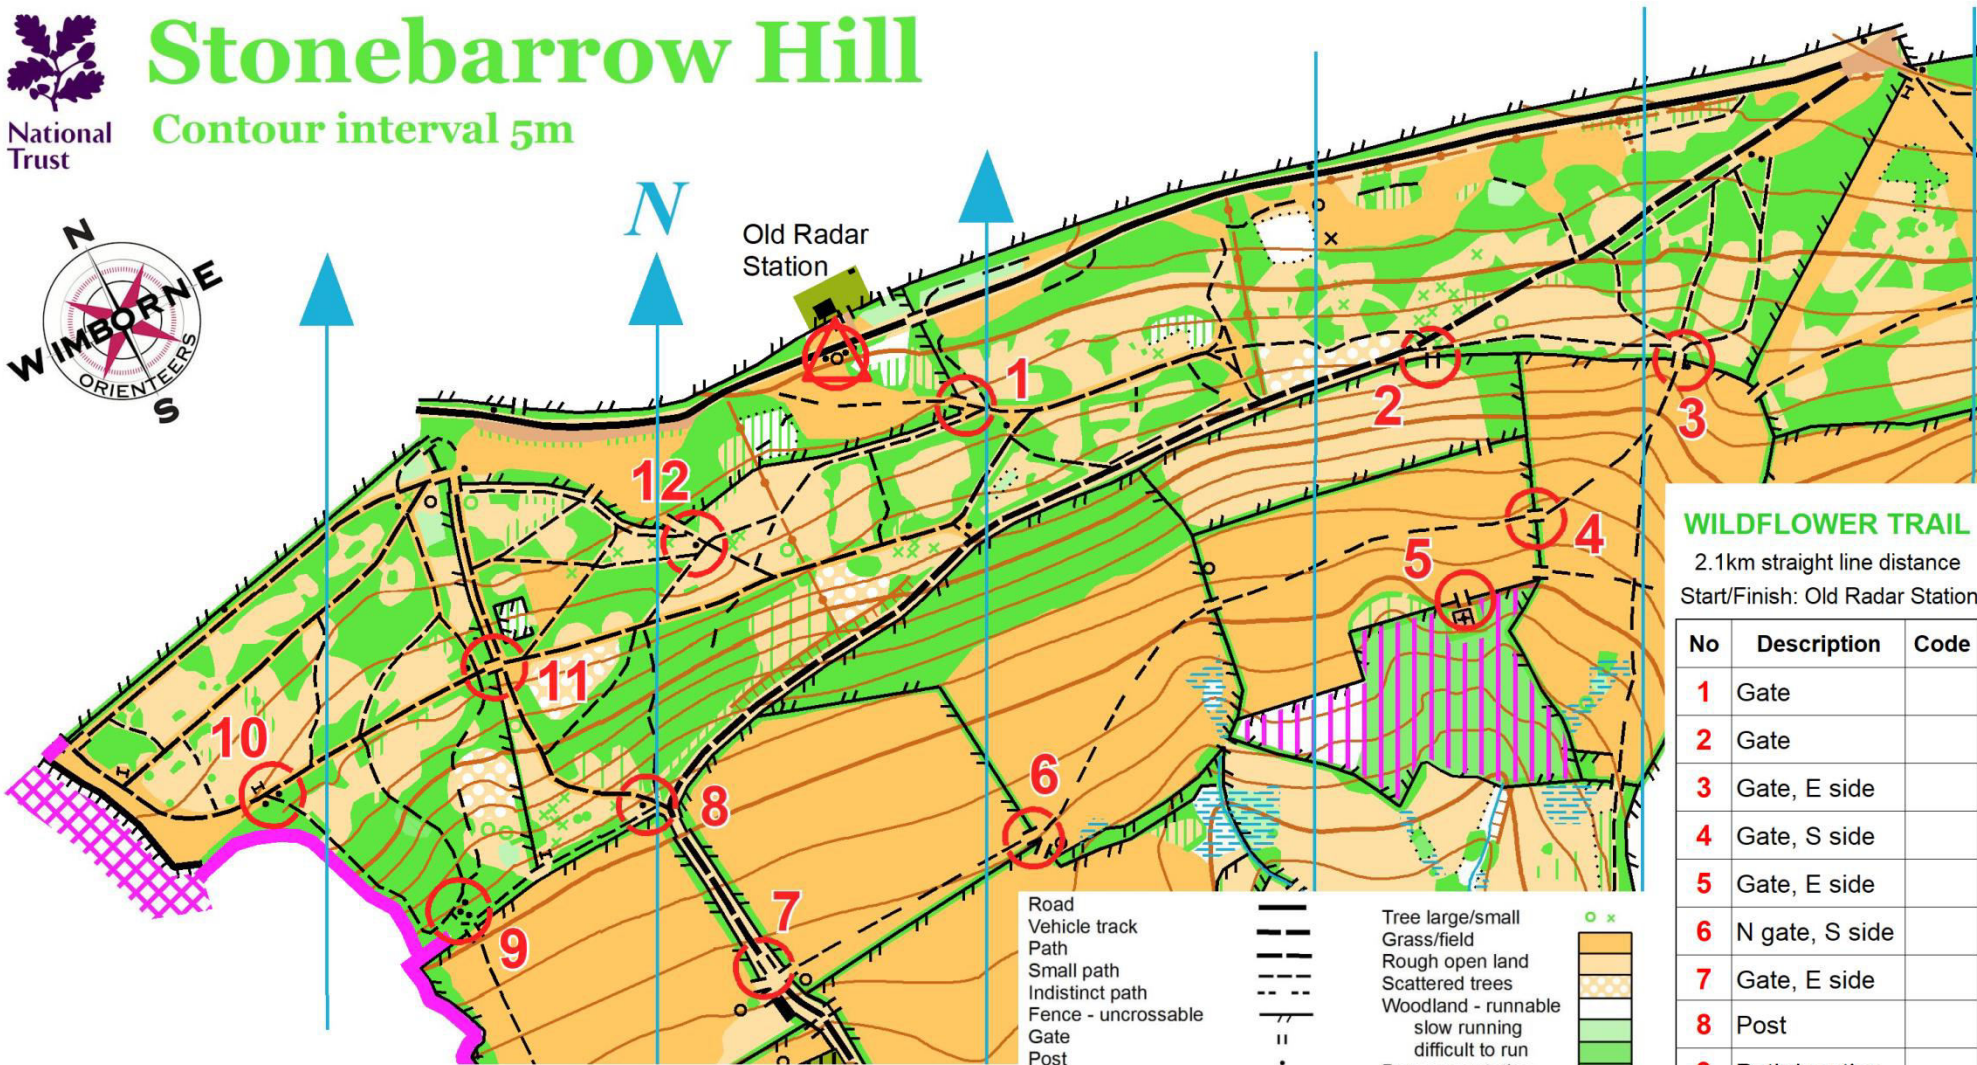 Stonebarrow Hill
Contour interval 5m
National
Trust
N
WIMBORNE
ORIENTEERS
S
N
Old Radar
Station
1
2
3
4
5
6
7
8
9
10
11
12
WILDFLOWER TRAIL
2.1km straight line distance
Start/Finish: Old Radar Station
No Description Code
1 Gate
2 Gate
3 Gate, E side
4 Gate, S side
5 Gate, E side
6 N gate, S side
7 Gate, E side
8 Post
Road
Vehicle track
Path
Small path
Indistinct path
Fence - uncrossable
Gate
Post
Tree large/small
Grass/field
Rough open land
Scattered trees
Woodland - runnable
slow running
difficult to run